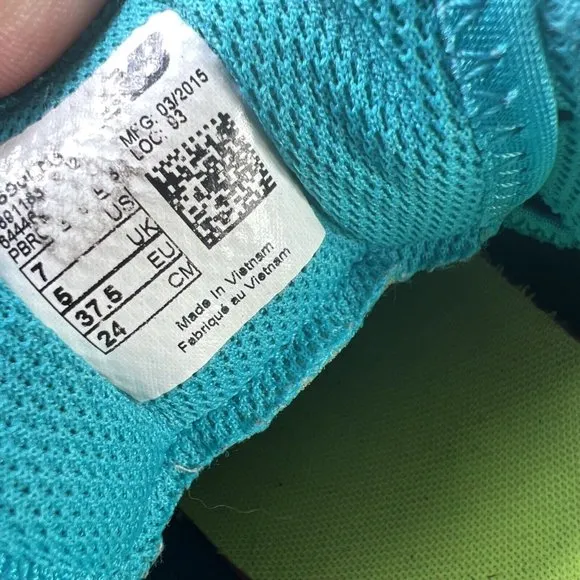 MFG. 03/2015
LOC: 93
7 US
5 UK
37.5 EU
24 CM
Made In Vietnam
Fabriqué au Vietnam